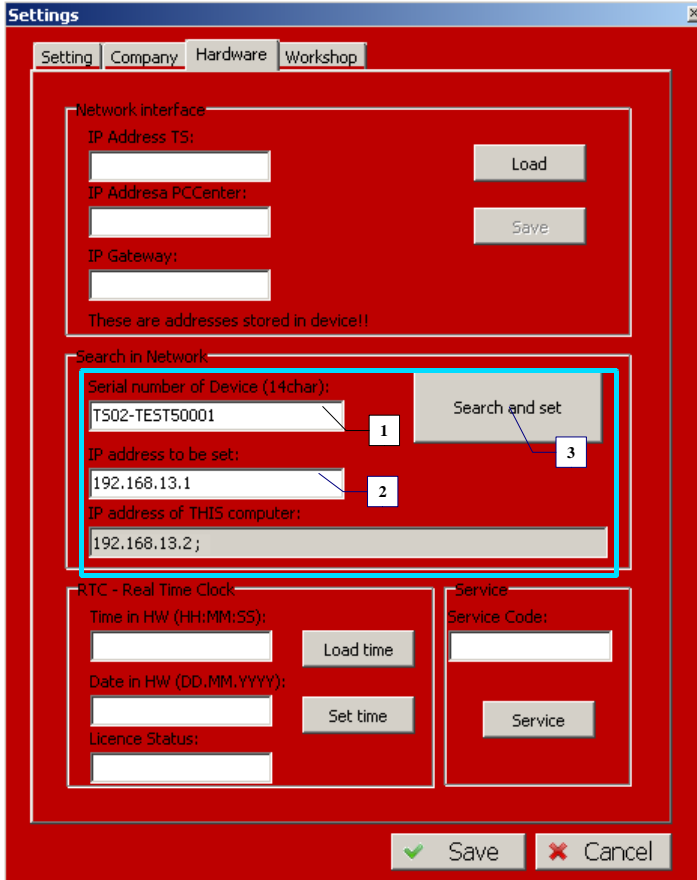 Settings
Setting Company Hardware Workshop
Network interface
IP Address TS:
Load
IP Addresa PCCenter:
Save
IP Gateway:
These are addresses stored in device!!
Search in Network
Serial number of Device (14char):
TS02-TEST50001
Search and set
1
3
IP address to be set:
192.168.13.1
2
IP address of THIS computer:
192.168.13.2;
RTC - Real Time Clock
Service
Time in HW (HH:MM:SS):
Service Code:
Load time
Date in HW (DD.MM.YYYY):
Set time
Service
Licence Status:
Save
Cancel